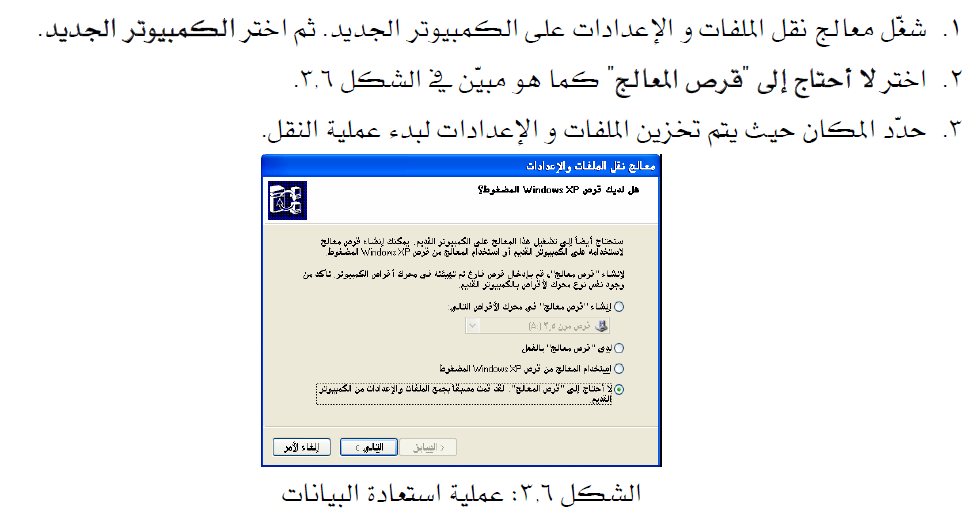 ١. شغّل معالج نقل الملفات و الإعدادات على الكمبيوتر الجديد. ثم اختر الكمبيوتر الجديد.
٢. اختر لا أحتاج إلى "قرص المعالج" كما هو مبيّن في الشكل ٣.٦.
٣. حدّد المكان حيث يتم تخزين الملفات و الإعدادات لبدء عملية النقل.
معالج نقل الملفات والإعدادات
هل لديك قرص Windows XP المضغوط؟
ستحتاج أيضاً إلى تشغيل هذا المعالج على الكمبيوتر القديم. يمكنك إنشاء قرص معالج
لاستخدامه على الكمبيوتر القديم أو استخدام المعالج من قرص Windows XP المضغوط
لإنشاء "قرص معالج"، قم بإدخال قرص فارغ تم تهيئته في محرك أقراص الكمبيوتر. تأكد من
وجود نفس نوع محرك الأقراص بالكمبيوتر القديم.
إنشاء "قرص معالج" في محرك الأقراص التالي:
قرص مرن ٣,٥ (A:)
لدي "قرص معالج" بالفعل
إستخدام المعالج من قرص Windows XP المضغوط
لا أحتاج إلى "قرص المعالج". لقد قمت مسبقاً بجمع الملفات والإعدادات من الكمبيوتر
القديم
< السابق
التالي >
إلغاء الأمر
الشكل ٣.٦: عملية استعادة البيانات